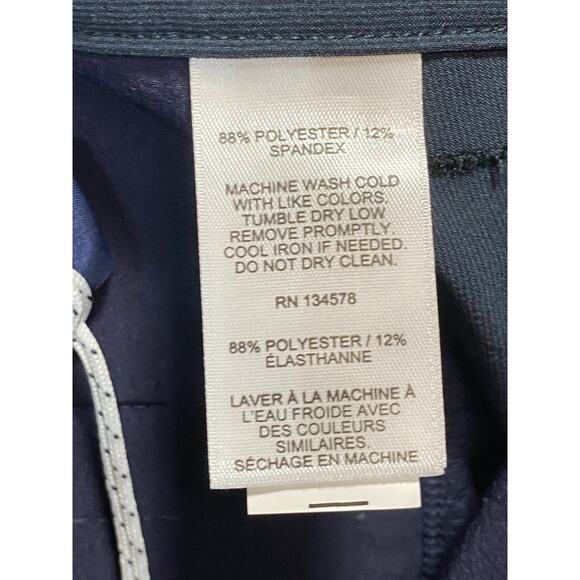 88% POLYESTER / 12%
SPANDEX
MACHINE WASH COLD
WITH LIKE COLORS.
TUMBLE DRY LOW
REMOVE PROMPTLY.
COOL IRON IF NEEDED.
DO NOT DRY CLEAN.
RN 134578
88% POLYESTER / 12%
ÉLASTHANNE
LAVER À LA MACHINE À
L'EAU FROIDE AVEC
DES COULEURS
SIMILAIRES.
SÉCHAGE EN MACHINE